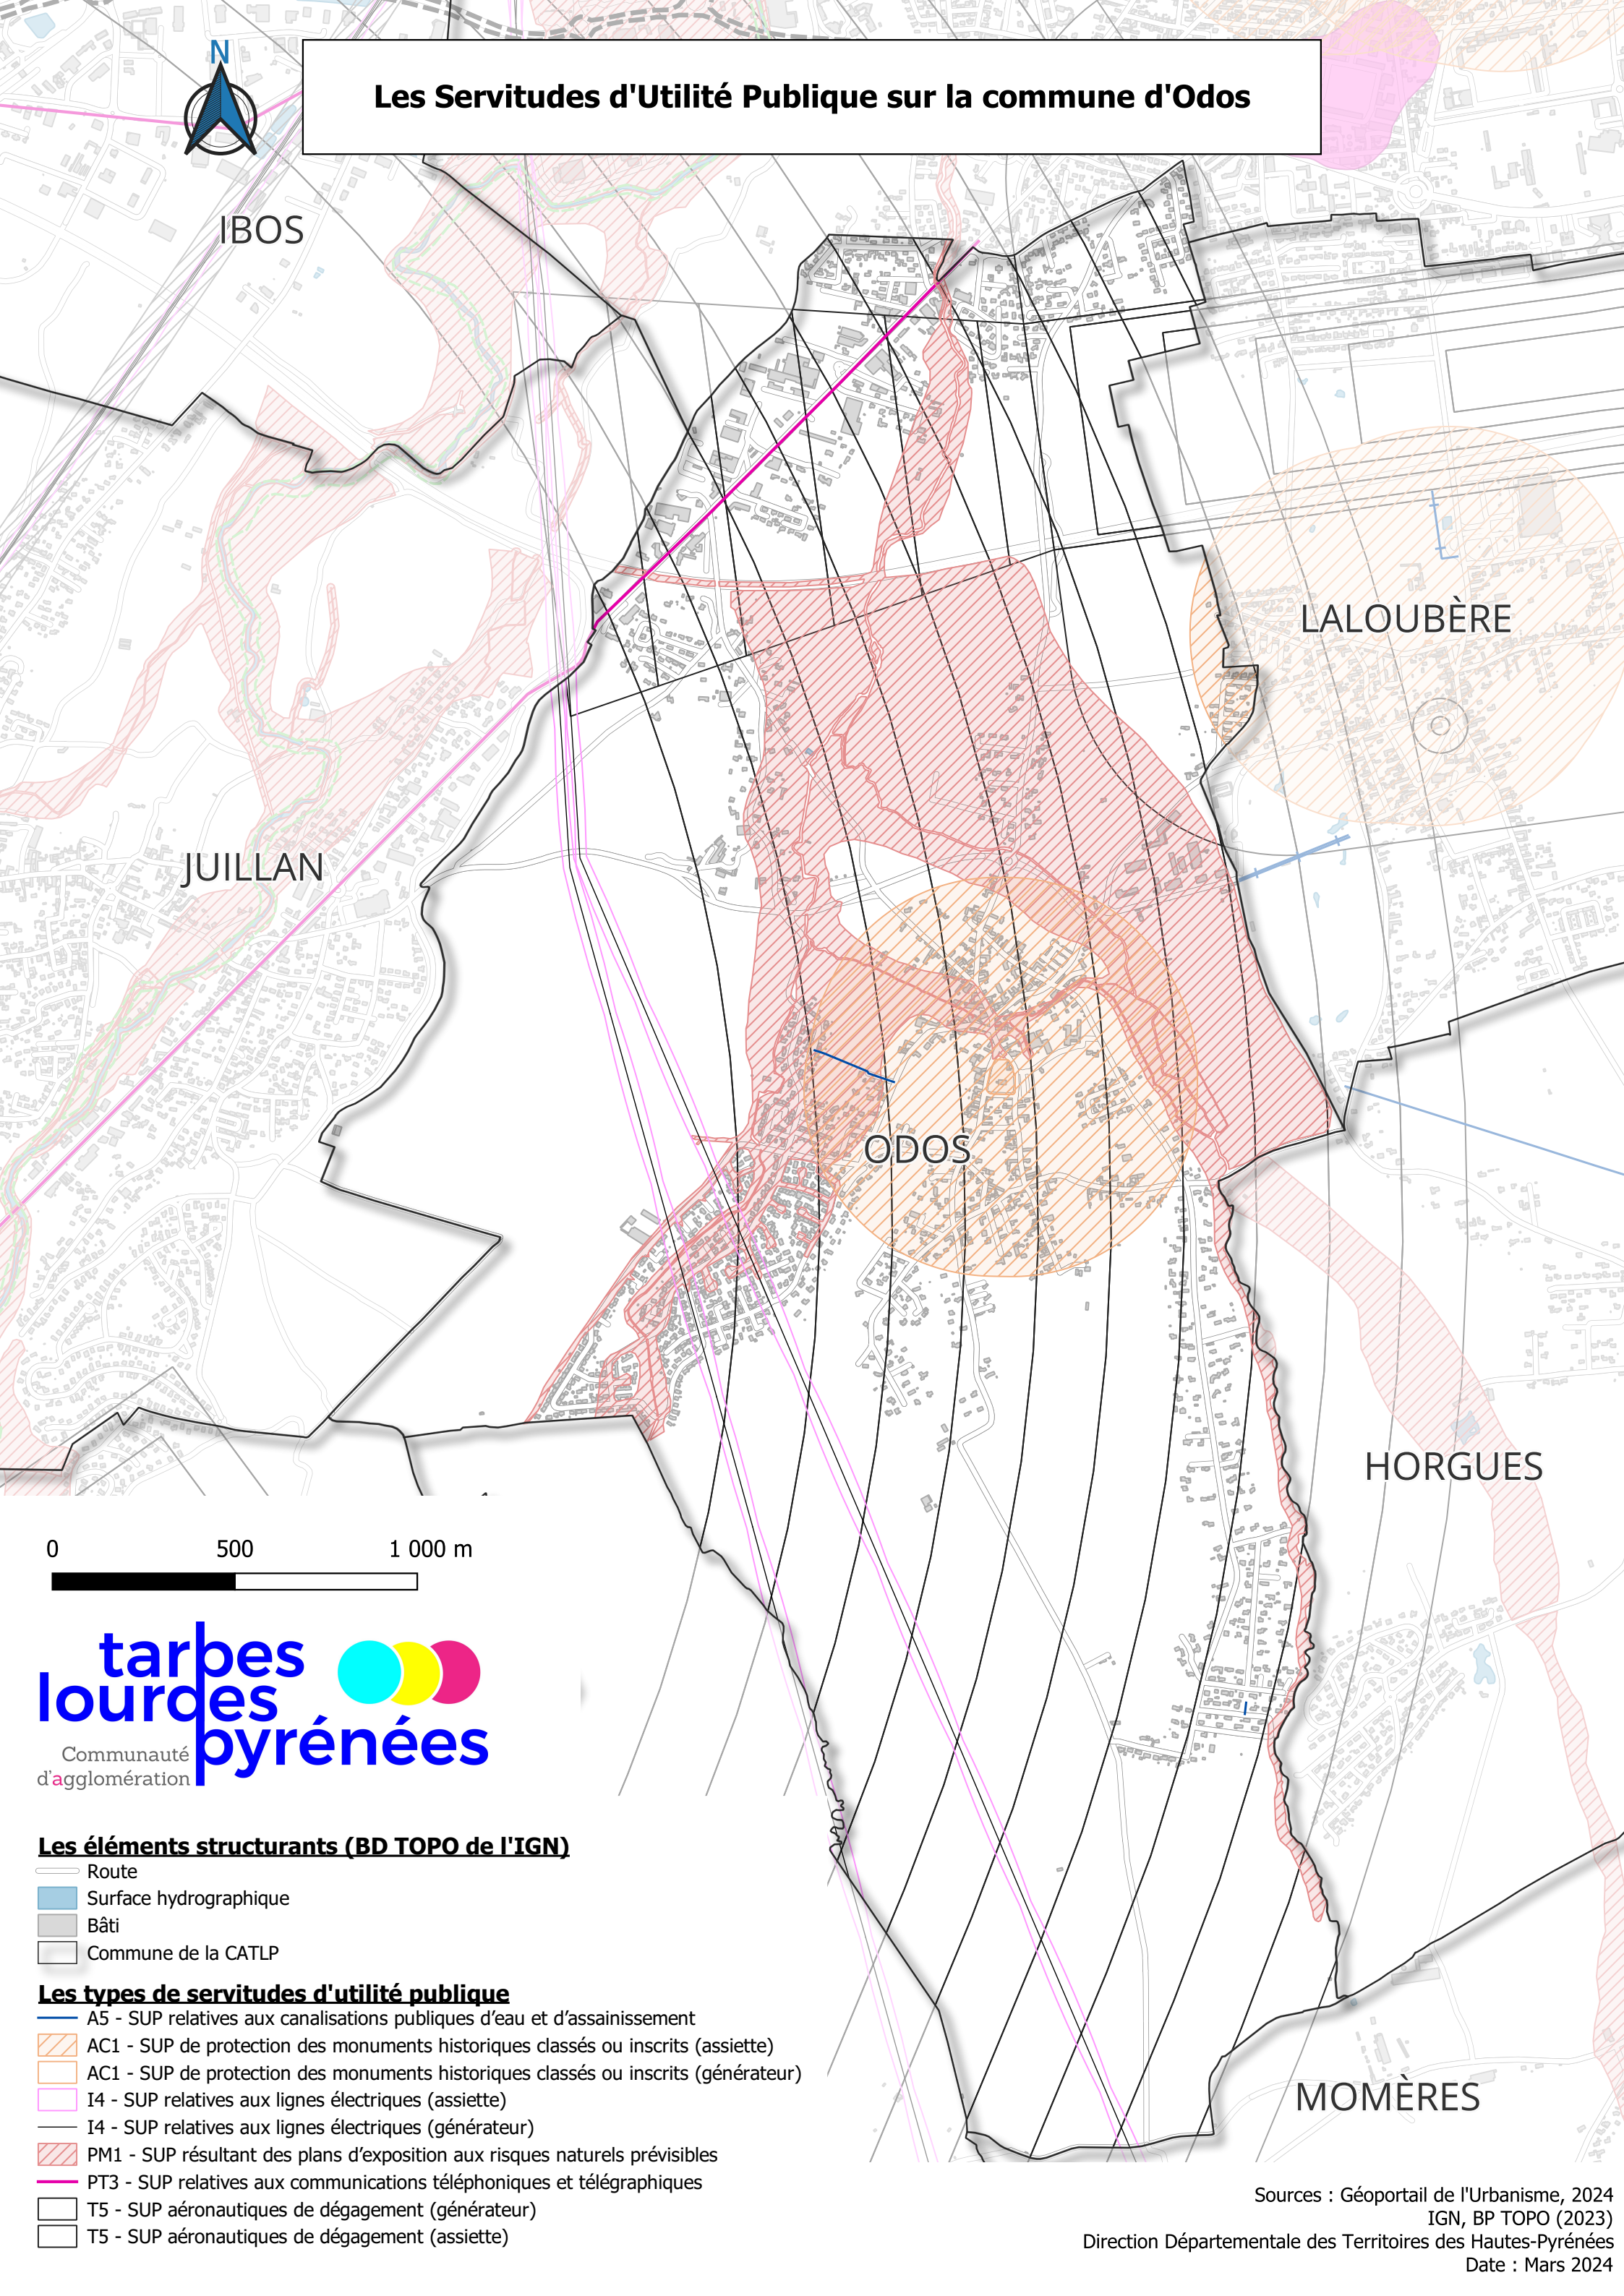 N
Les Servitudes d'Utilité Publique sur la commune d'Odos
IBOS
LALOUBÈRE
JUILLAN
ODOS
HORGUES
MOMÈRES
0 500 1 000 m
tarbes
lourdes
pyrénées
Communauté
d'agglomération
Les éléments structurants (BD TOPO de l'IGN)
Route
Surface hydrographique
Bâti
Commune de la CATLP
Les types de servitudes d'utilité publique
A5 - SUP relatives aux canalisations publiques d’eau et d’assainissement
AC1 - SUP de protection des monuments historiques classés ou inscrits (assiette)
AC1 - SUP de protection des monuments historiques classés ou inscrits (générateur)
I4 - SUP relatives aux lignes électriques (assiette)
I4 - SUP relatives aux lignes électriques (générateur)
PM1 - SUP résultant des plans d’exposition aux risques naturels prévisibles
PT3 - SUP relatives aux communications téléphoniques et télégraphiques
T5 - SUP aéronautiques de dégagement (générateur)
T5 - SUP aéronautiques de dégagement (assiette)
Sources : Géoportail de l'Urbanisme, 2024
IGN, BP TOPO (2023)
Direction Départementale des Territoires des Hautes-Pyrénées
Date : Mars 2024